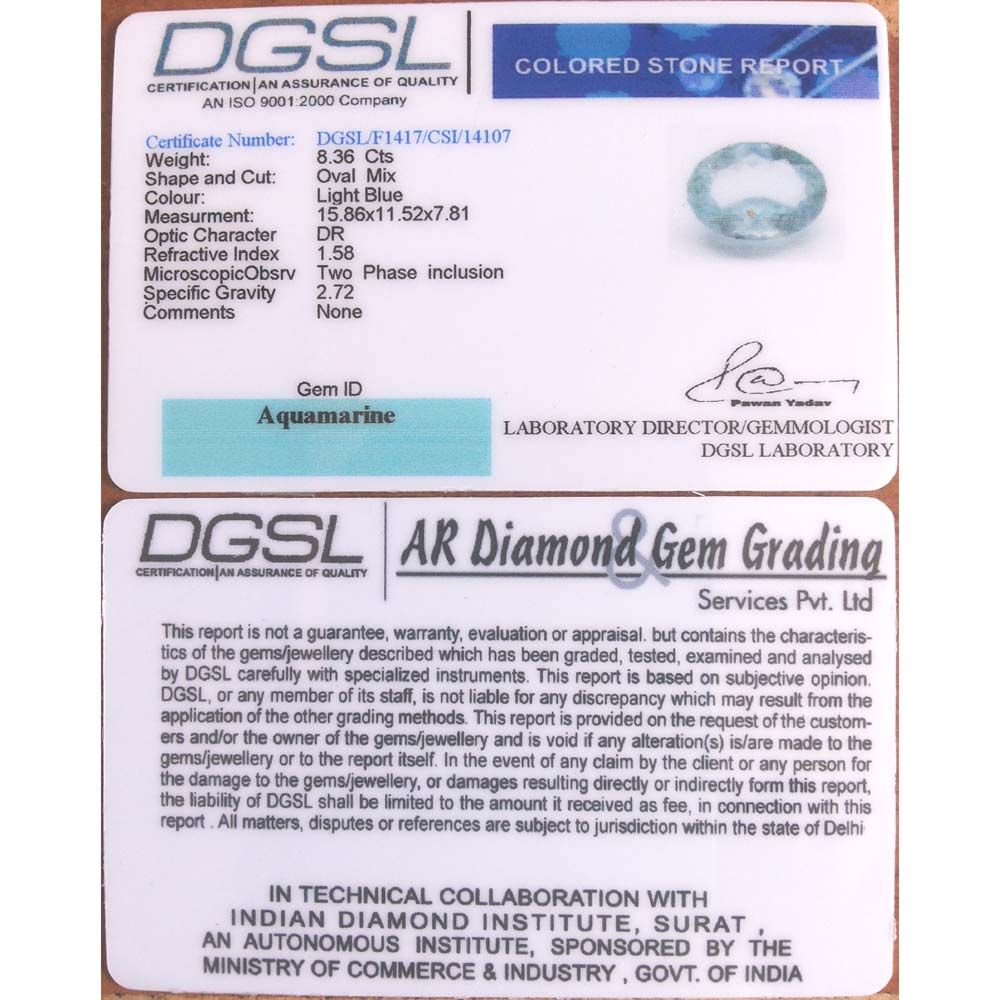 DGSL
CERTIFICATION|AN ASSURANCE OF QUALITY
AN ISO 9001:2000 Company
COLORED STONE REPORT
Certificate Number: DGSL/F1417/CSI/14107
Weight: 8.36 Cts
Shape and Cut: Oval Mix
Colour: Light Blue
Measurment: 15.86x11.52x7.81
Optic Character DR
Refractive Index 1.58
MicroscopicObsrv Two Phase inclusion
Specific Gravity 2.72
Comments None
Gem ID
Aquamarine
Pawan Yadav
LABORATORY DIRECTOR/GEMMOLOGIST
DGSL LABORATORY
DGSL
CERTIFICATION|AN ASSURANCE OF QUALITY
AR Diamond & Gem Grading
Services Pvt. Ltd
This report is not a guarantee, warranty, evaluation or appraisal. but contains the characteris-
tics of the gems/jewellery described which has been graded, tested, examined and analysed
by DGSL carefully with specialized instruments. This report is based on subjective opinion.
DGSL, or any member of its staff, is not liable for any discrepancy which may result from the
application of the other grading methods. This report is provided on the request of the custom-
ers and/or the owner of the gems/jewellery and is void if any alteration(s) is/are made to the
gems/jewellery or to the report itself. In the event of any claim by the client or any person for
the damage to the gems/jewellery, or damages resulting directly or indirectly form this report,
the liability of DGSL shall be limited to the amount it received as fee, in connection with this
report . All matters, disputes or references are subject to jurisdiction within the state of Delhi
IN TECHNICAL COLLABORATION WITH
INDIAN DIAMOND INSTITUTE, SURAT ,
AN AUTONOMOUS INSTITUTE, SPONSORED BY THE
MINISTRY OF COMMERCE & INDUSTRY , GOVT. OF INDIA